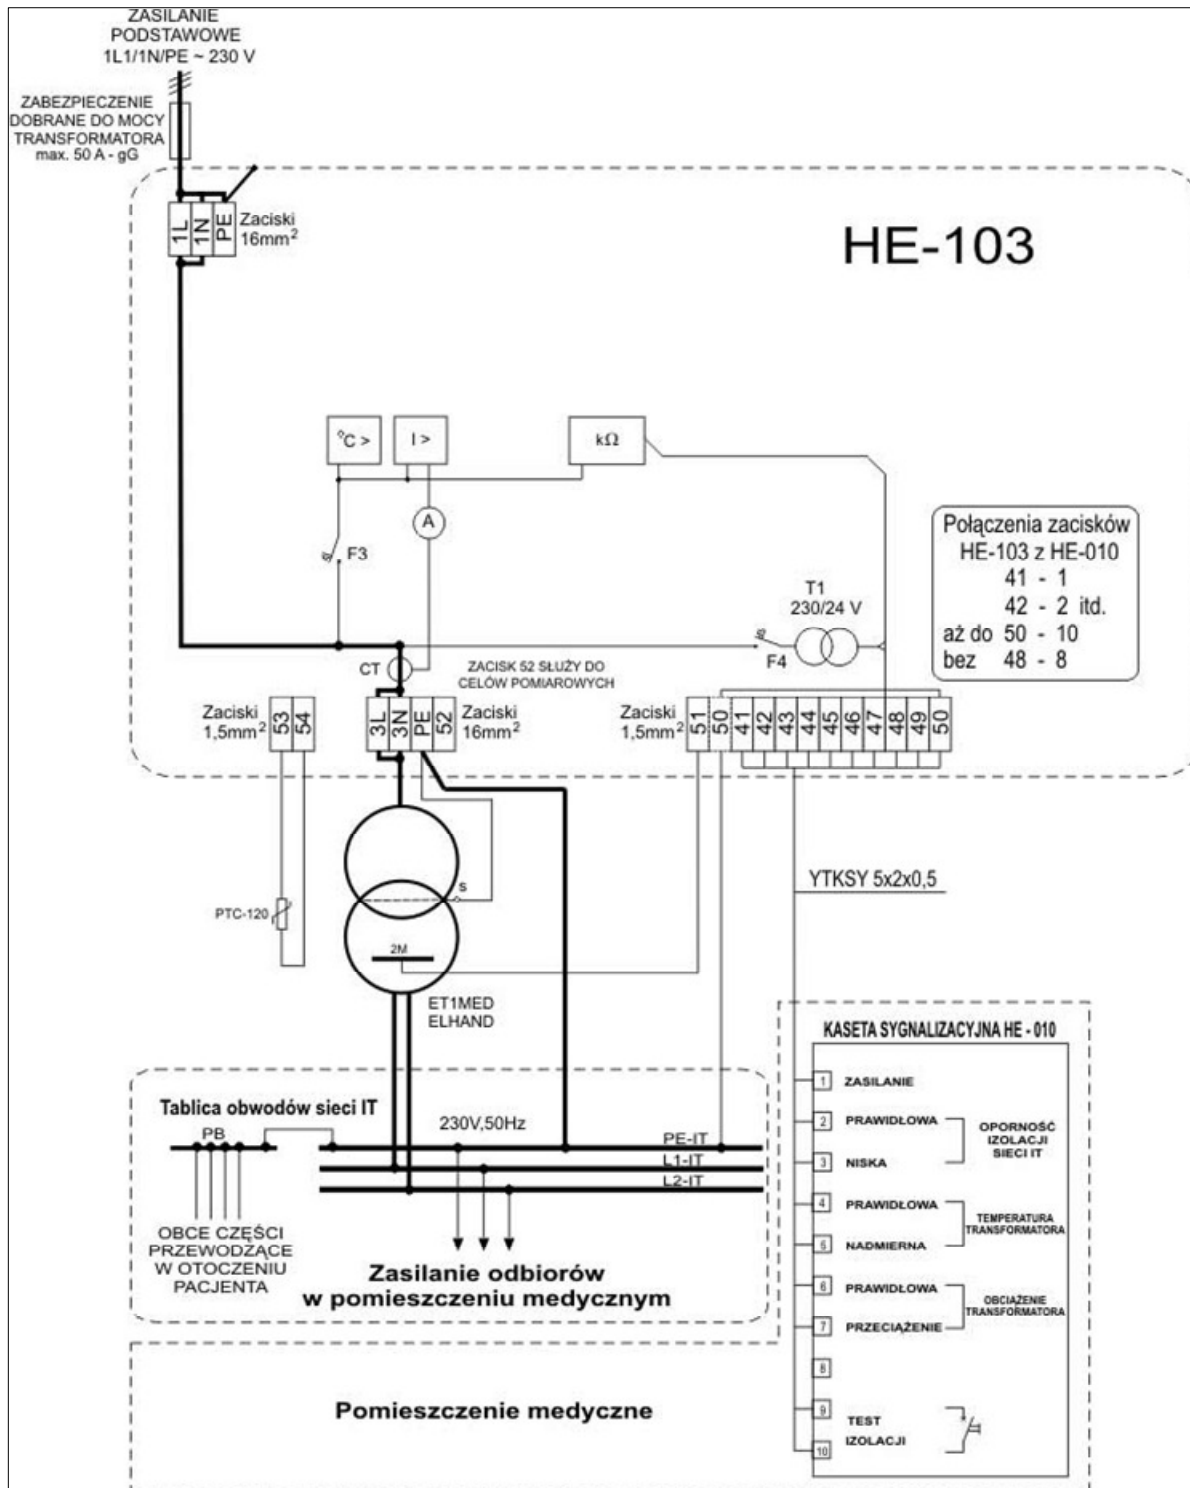 ZASILANIE
PODSTAWOWE
1L1/1N/PE ~ 230 V
ZABEZPIECZENIE
DOBRANE DO MOCY
TRANSFORMATORA
max. 50 A - gG
1L 1N PE
Zaciski
16mm²
HE-103
°C >
I >
kΩ
A
F3
Połączenia zacisków
HE-103 z HE-010
41 - 1
42 - 2 itd.
aż do 50 - 10
bez 48 - 8
T1
230/24 V
F4
CT
ZACISK 52 SŁUŻY DO
CELÓW POMIAROWYCH
Zaciski
1,5mm²
53 54
3L 3N PE 52
Zaciski
16mm²
Zaciski
1,5mm²
51 50 41 42 43 44 45 46 47 48 49 50
YTKSY 5x2x0,5
PTC-120
s
2M
ET1MED
ELHAND
KASETA SYGNALIZACYJNA HE - 010
1 ZASILANIE
2 PRAWIDŁOWA
3 NISKA
OPORNOŚĆ
IZOLACJI
SIECI IT
4 PRAWIDŁOWA
5 NADMIERNA
TEMPERATURA
TRANSFORMATORA
6 PRAWIDŁOWA
7 PRZECIĄŻENIE
OBCIĄŻENIE
TRANSFORMATORA
8
9
10
TEST
IZOLACJI
Tablica obwodów sieci IT
PB
230V,50Hz
PE-IT
L1-IT
L2-IT
OBCE CZĘŚCI
PRZEWODZĄCE
W OTOCZENIU
PACJENTA
Zasilanie odbiorów
w pomieszczeniu medycznym
Pomieszczenie medyczne